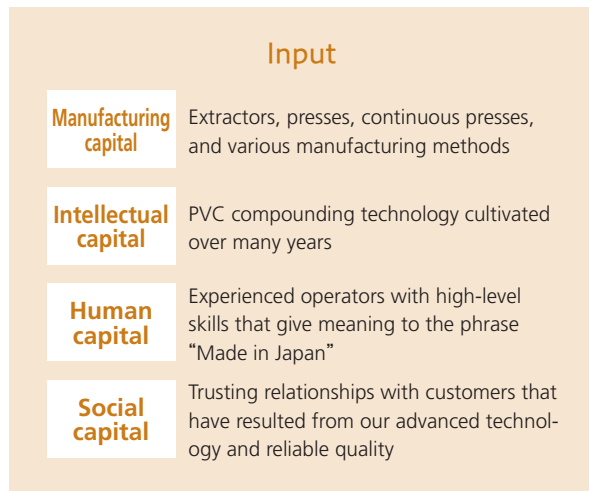 Input
Manufacturing
capital
Extractors, presses, continuous presses,
and various manufacturing methods
Intellectual
capital
PVC compounding technology cultivated
over many years
Human
capital
Experienced operators with high-level
skills that give meaning to the phrase
“Made in Japan”
Social
capital
Trusting relationships with customers that
have resulted from our advanced technol-
ogy and reliable quality